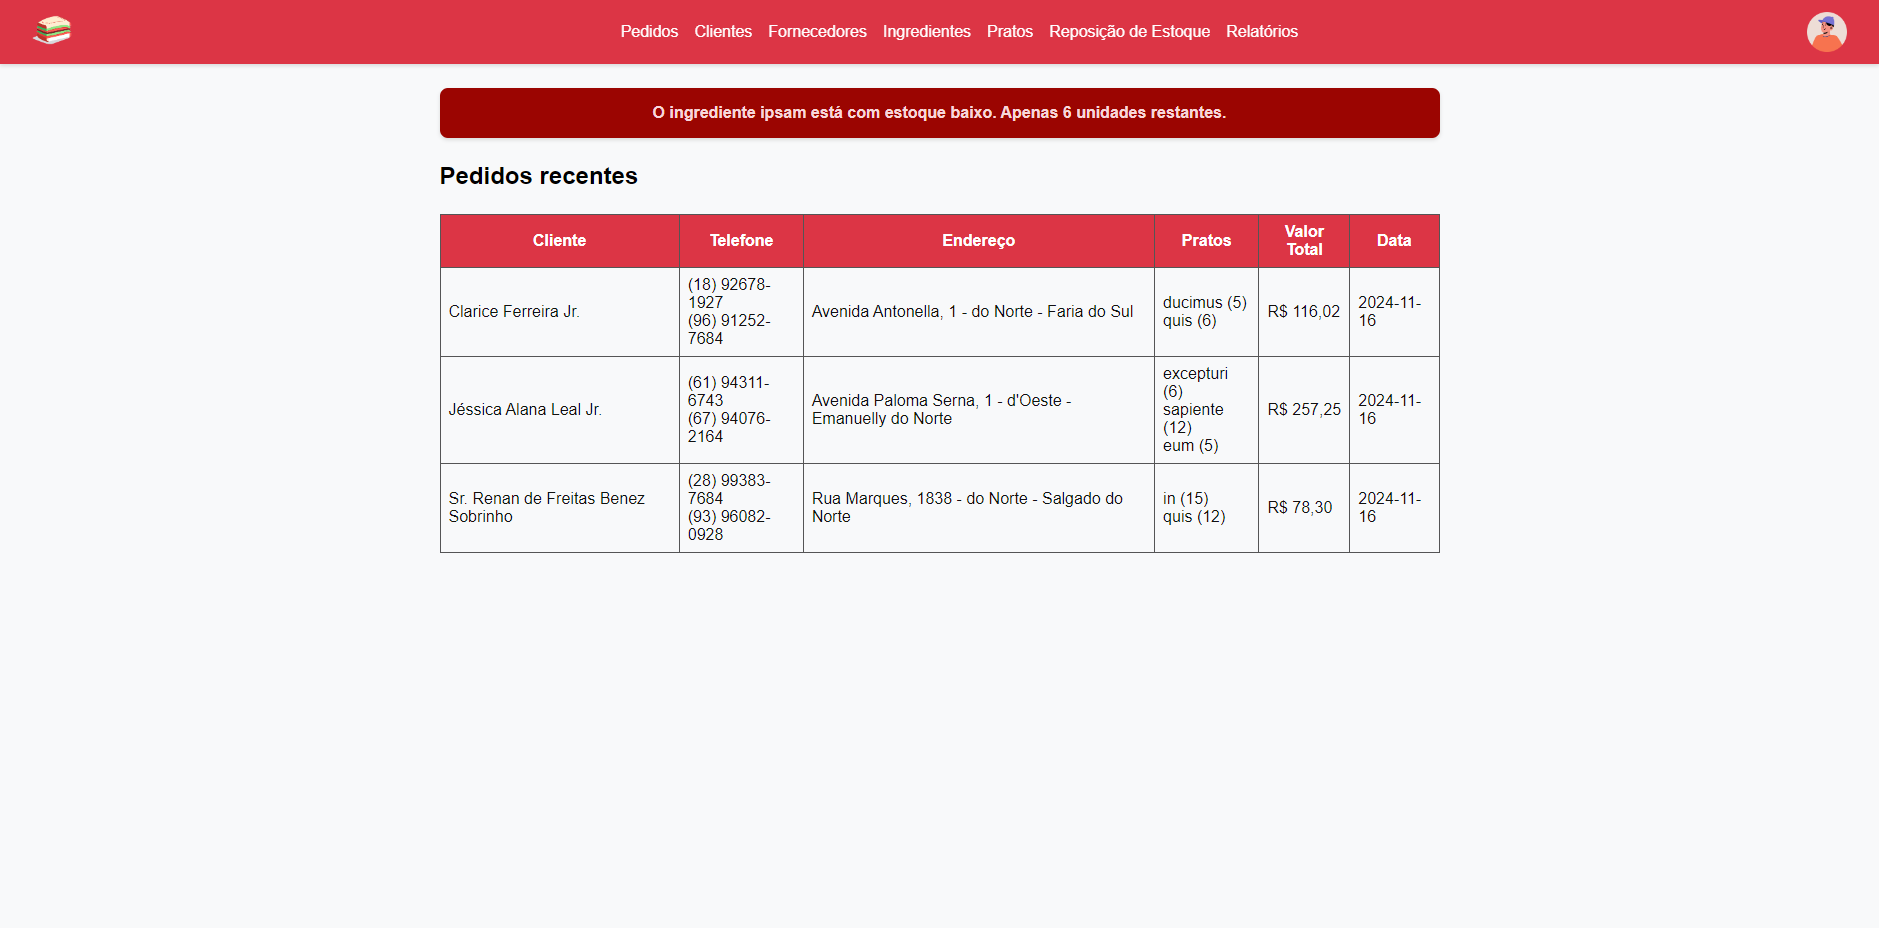 Pedidos Clientes Fornecedores Ingredientes Pratos Reposição de Estoque Relatórios
O ingrediente ipsam está com estoque baixo. Apenas 6 unidades restantes.
Pedidos recentes
Cliente
Telefone
Endereço
Pratos
Valor
Total
Data
Clarice Ferreira Jr.
(18) 92678-
1927
(96) 91252-
7684
Avenida Antonella, 1 - do Norte - Faria do Sul
ducimus (5)
quis (6)
R$ 116,02
2024-11-
16
Jéssica Alana Leal Jr.
(61) 94311-
6743
(67) 94076-
2164
Avenida Paloma Serna, 1 - d'Oeste -
Emanuelly do Norte
excepturi
(6)
sapiente
(12)
eum (5)
R$ 257,25
2024-11-
16
Sr. Renan de Freitas Benez
Sobrinho
(28) 99383-
7684
(93) 96082-
0928
Rua Marques, 1838 - do Norte - Salgado do
Norte
in (15)
quis (12)
R$ 78,30
2024-11-
16